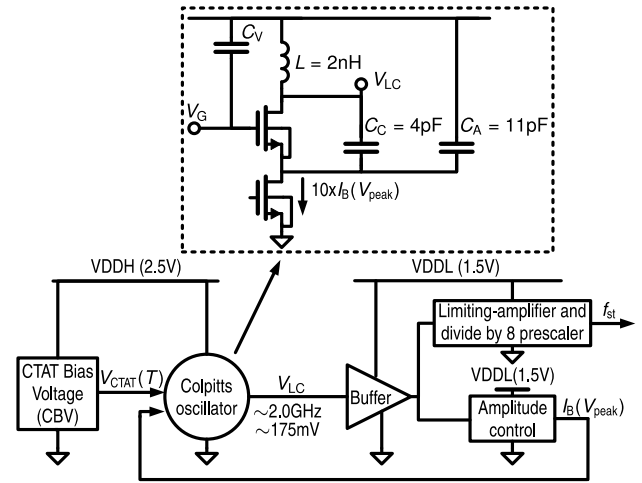 C_V
L = 2nH
V_LC
V_G
C_C = 4pF
C_A = 11pF
10xI_B(V_peak)
VDDH (2.5V)
VDDL (1.5V)
Limiting-amplifier and
divide by 8 prescaler
f_st
CTAT Bias
Voltage
(CBV)
V_CTAT(T)
Colpitts
oscillator
V_LC
~2.0GHz
~175mV
Buffer
VDDL(1.5V)
Amplitude
control
I_B(V_peak)